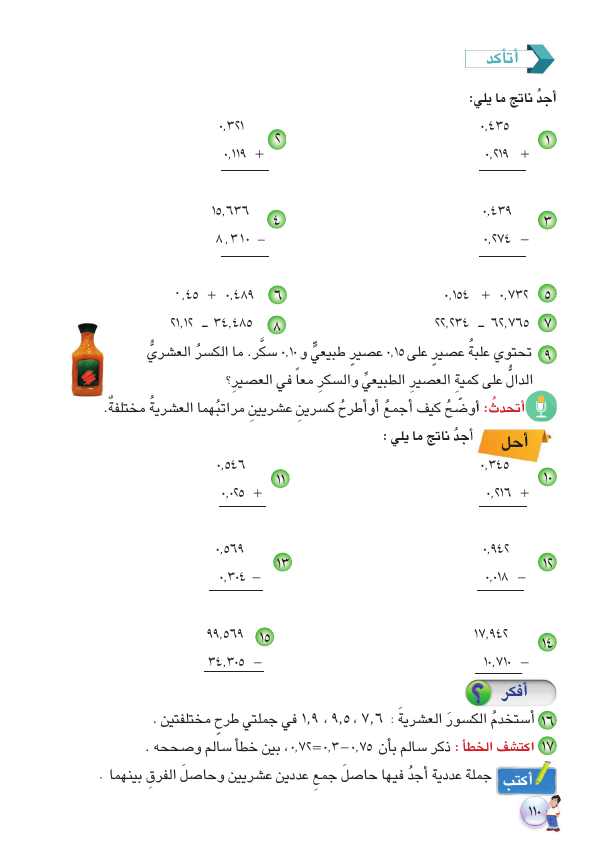 أتأكد
أجدُ ناتج ما يلي:
١ ٠,٤٣٥ + ٠,٢١٩
٢ ٠,٣٢١ + ٠,١١٩
٣ ٠,٤٣٩ − ٠,٢٧٤
٤ ١٥,٦٣٦ − ٨,٣١٠
٥ ٠,٧٣٢ + ٠,١٥٤
٦ ٠,٤٨٩ + ٠,٤٥
٧ ٦٢,٧٦٥ − ٢٢,٢٣٤
٨ ٣٤,٤٨٥ − ٢١,١٢
٩ تحتوي علبةُ عصيرٍ على ٠,١٥ عصيرٍ طبيعيٍّ و ٠,١٠ سكَّر. ما الكسرُ العشريُّ
الدالُّ على كميةِ العصيرِ الطبيعيِّ والسكرِ معاً في العصيرِ؟
أتحدثُ: أوضّحُ كيف أجمعُ أو أطرحُ كسرينِ عشريينِ مراتبُهما العشريةُ مختلفةٌ.
أحل
أجدُ ناتج ما يلي :
١٠ ٠,٣٤٥ + ٠,٢١٦
١١ ٠,٥٤٦ + ٠,٠٢٥
١٢ ٠,٩٤٢ − ٠,٠١٨
١٣ ٠,٥٦٩ − ٠,٣٠٤
١٤ ١٧,٩٤٢ − ١٠,٧١٠
١٥ ٩٩,٥٦٩ − ٣٤,٣٠٥
أفكر ؟
١٦ أستخدمُ الكسورَ العشريةَ : ٧,٦ ، ٩,٥ ، ١,٩ في جملتي طرحٍ مختلفتين .
١٧ اكتشف الخطأ : ذكر سالم بأن ٠,٧٥−٠,٣=٠,٧٢، بين خطأ سالم وصححه .
أكتب جملة عددية أجدُ فيها حاصلَ جمعِ عددين عشريين وحاصلَ الفرقِ بينهما .
١١٠